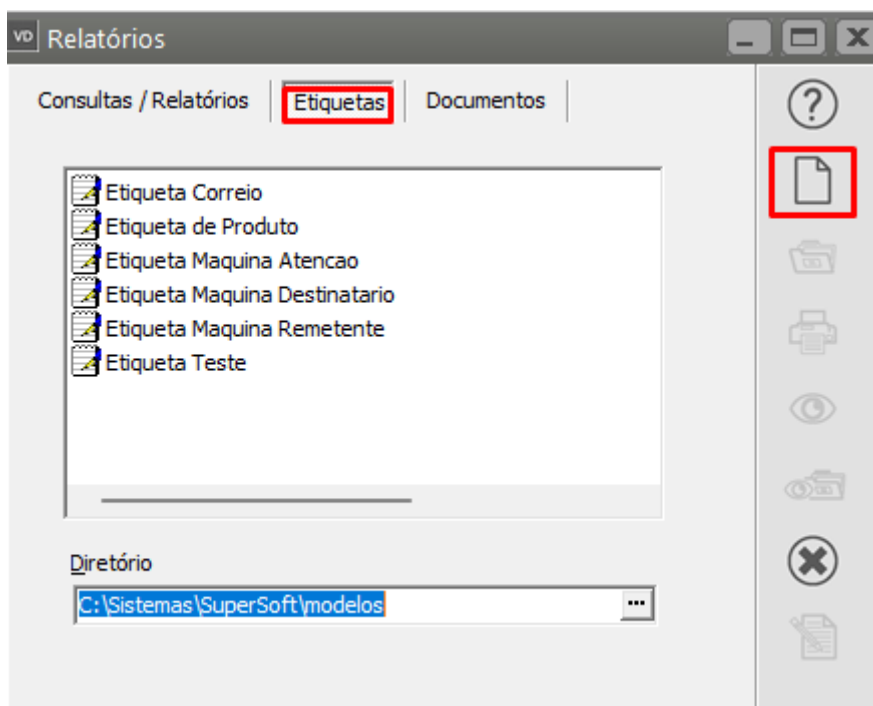 VD Relatórios
Consultas / Relatórios Etiquetas Documentos
?
Etiqueta Correio
Etiqueta de Produto
Etiqueta Maquina Atencao
Etiqueta Maquina Destinatario
Etiqueta Maquina Remetente
Etiqueta Teste
Diretório
C:\Sistemas\SuperSoft\modelos ...